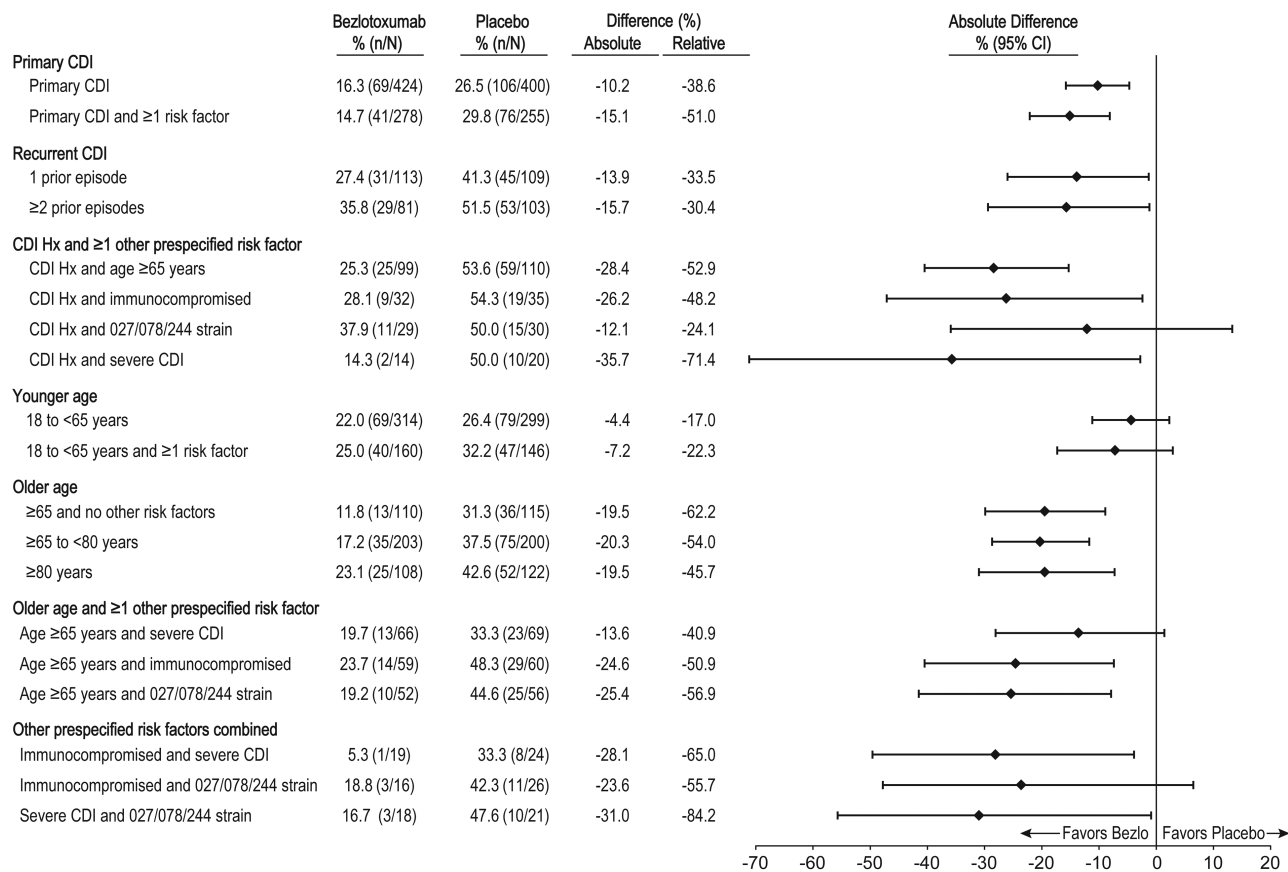 Bezlotoxumab Placebo Difference (%) Absolute Difference
% (n/N) % (n/N) Absolute Relative % (95% CI)
Primary CDI
Primary CDI 16.3 (69/424) 26.5 (106/400) -10.2 -38.6
Primary CDI and ≥1 risk factor 14.7 (41/278) 29.8 (76/255) -15.1 -51.0
Recurrent CDI
1 prior episode 27.4 (31/113) 41.3 (45/109) -13.9 -33.5
≥2 prior episodes 35.8 (29/81) 51.5 (53/103) -15.7 -30.4
CDI Hx and ≥1 other prespecified risk factor
CDI Hx and age ≥65 years 25.3 (25/99) 53.6 (59/110) -28.4 -52.9
CDI Hx and immunocompromised 28.1 (9/32) 54.3 (19/35) -26.2 -48.2
CDI Hx and 027/078/244 strain 37.9 (11/29) 50.0 (15/30) -12.1 -24.1
CDI Hx and severe CDI 14.3 (2/14) 50.0 (10/20) -35.7 -71.4
Younger age
18 to <65 years 22.0 (69/314) 26.4 (79/299) -4.4 -17.0
18 to <65 years and ≥1 risk factor 25.0 (40/160) 32.2 (47/146) -7.2 -22.3
Older age
≥65 and no other risk factors 11.8 (13/110) 31.3 (36/115) -19.5 -62.2
≥65 to <80 years 17.2 (35/203) 37.5 (75/200) -20.3 -54.0
≥80 years 23.1 (25/108) 42.6 (52/122) -19.5 -45.7
Older age and ≥1 other prespecified risk factor
Age ≥65 years and severe CDI 19.7 (13/66) 33.3 (23/69) -13.6 -40.9
Age ≥65 years and immunocompromised 23.7 (14/59) 48.3 (29/60) -24.6 -50.9
Age ≥65 years and 027/078/244 strain 19.2 (10/52) 44.6 (25/56) -25.4 -56.9
Other prespecified risk factors combined
Immunocompromised and severe CDI 5.3 (1/19) 33.3 (8/24) -28.1 -65.0
Immunocompromised and 027/078/244 strain 18.8 (3/16) 42.3 (11/26) -23.6 -55.7
Severe CDI and 027/078/244 strain 16.7 (3/18) 47.6 (10/21) -31.0 -84.2
Favors Bezlo Favors Placebo
-70 -60 -50 -40 -30 -20 -10 0 10 20